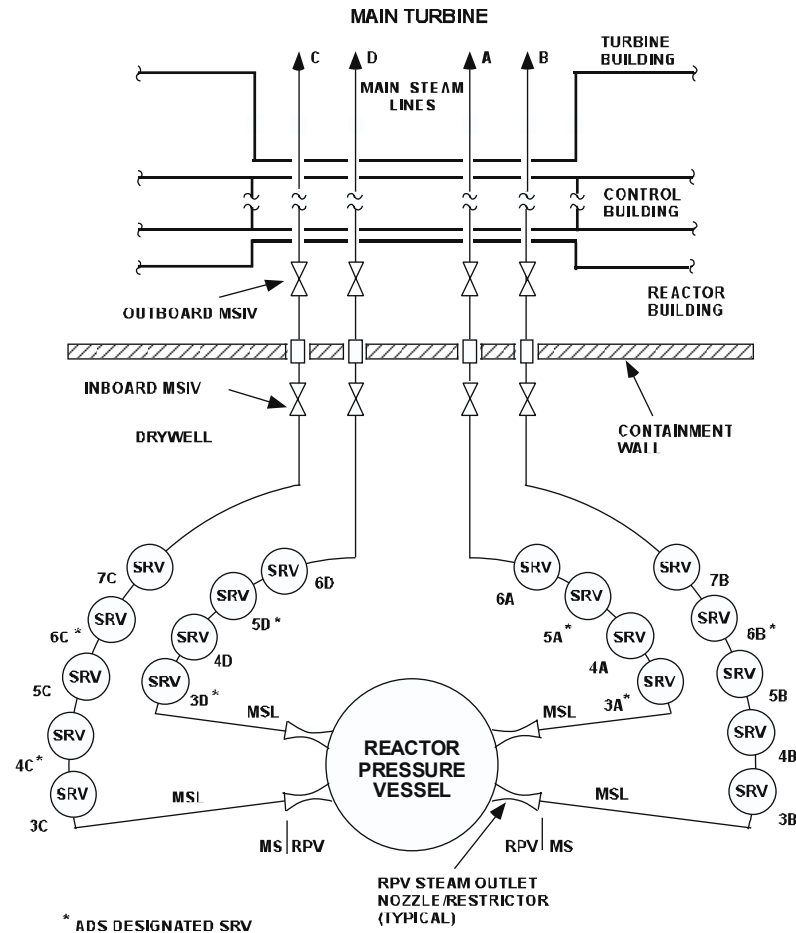 MAIN TURBINE
C
D
A
B
TURBINE
BUILDING
MAIN STEAM
LINES
CONTROL
BUILDING
OUTBOARD MSIV
REACTOR
BUILDING
INBOARD MSIV
DRYWELL
CONTAINMENT
WALL
SRV
7C
SRV
6C *
SRV
5C
SRV
4C *
SRV
3C
SRV
6D
SRV
5D *
SRV
4D
SRV
3D *
SRV
6A
SRV
5A *
SRV
4A
SRV
3A *
SRV
7B
SRV
6B *
SRV
5B
SRV
4B
SRV
3B
MSL
MSL
MSL
MSL
REACTOR
PRESSURE
VESSEL
MS | RPV
RPV | MS
RPV STEAM OUTLET
NOZZLE/RESTRICTOR
(TYPICAL)
* ADS DESIGNATED SRV